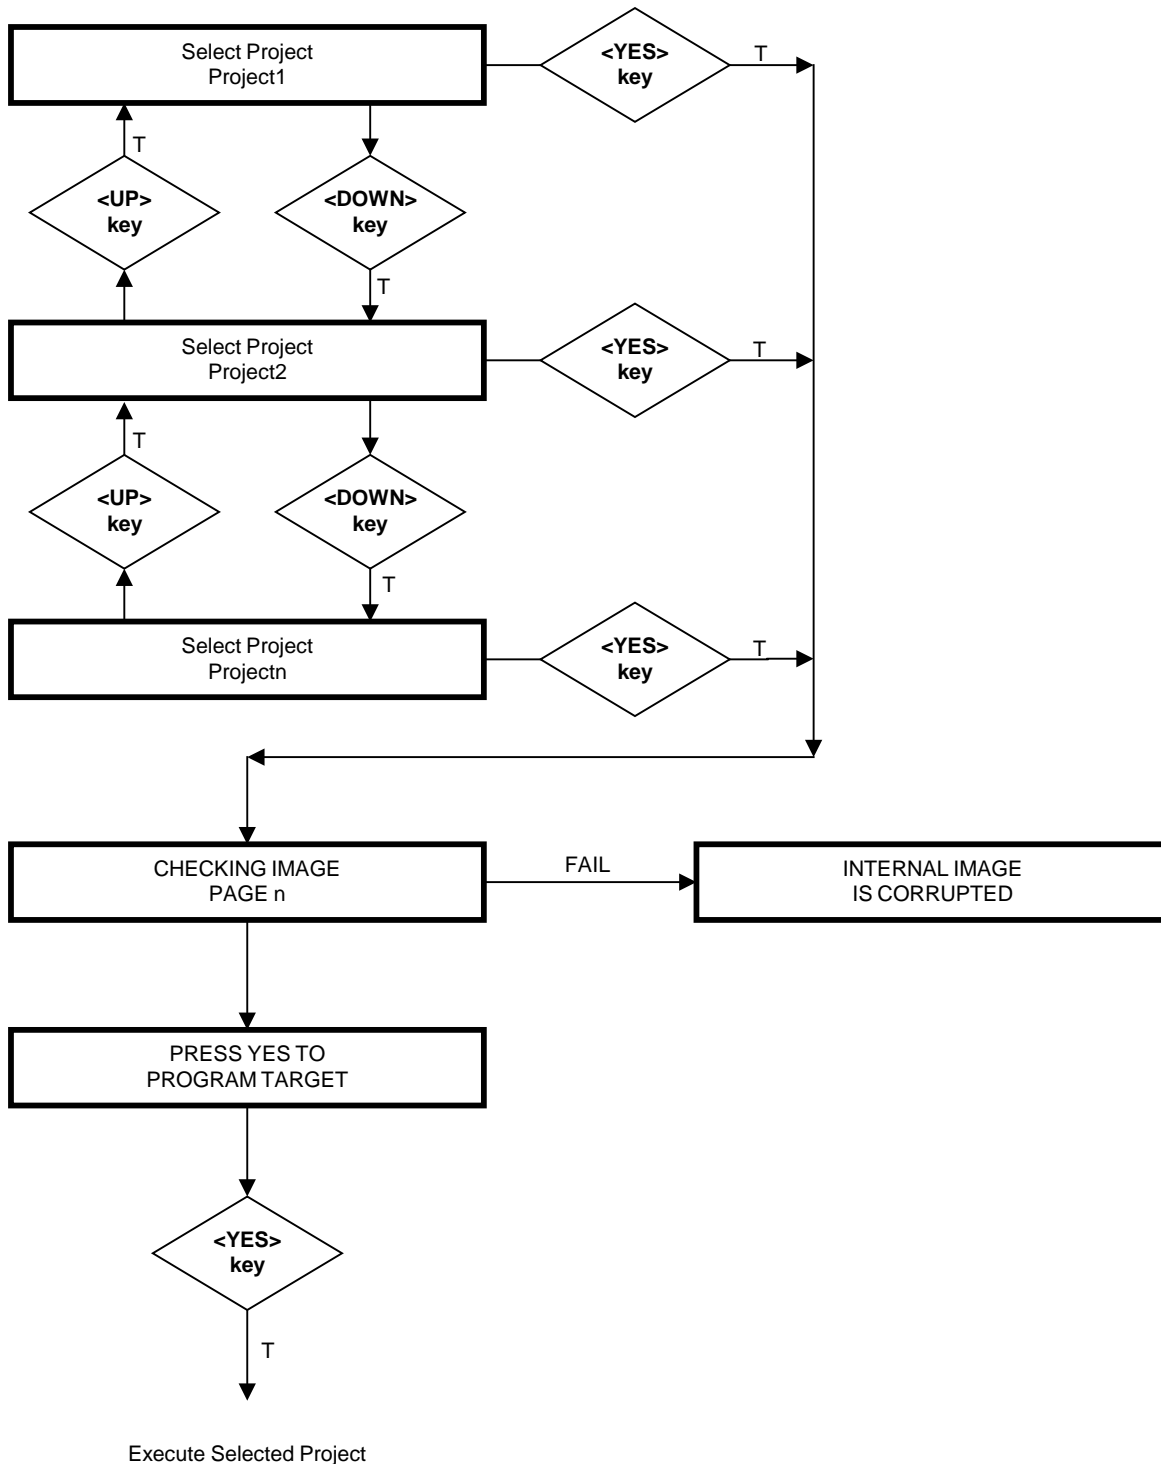 Select Project
Project1
<YES>
key
T
T
<UP>
key
<DOWN>
key
T
Select Project
Project2
<YES>
key
T
T
<UP>
key
<DOWN>
key
T
Select Project
Projectn
<YES>
key
T
CHECKING IMAGE
PAGE n
FAIL
INTERNAL IMAGE
IS CORRUPTED
PRESS YES TO
PROGRAM TARGET
<YES>
key
T
Execute Selected Project